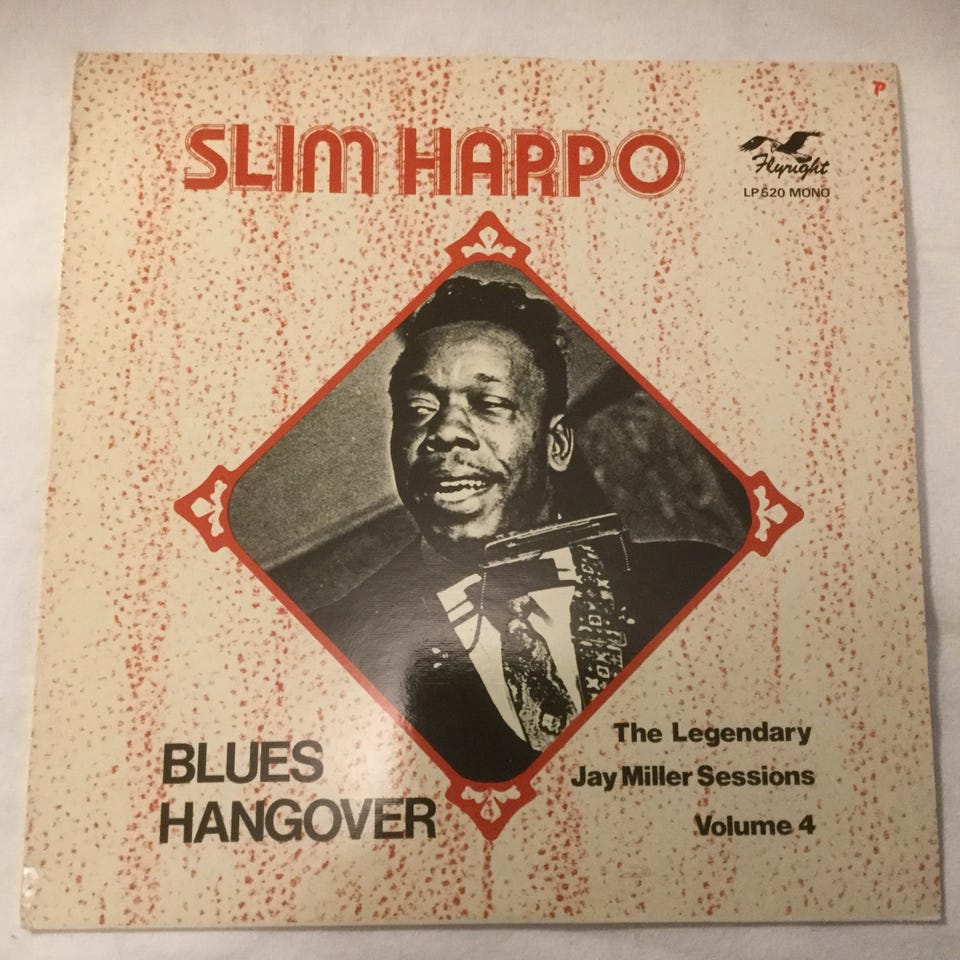 SLIM HARPO
Flyright
LP 520 MONO
BLUES
HANGOVER
The Legendary
Jay Miller Sessions
Volume 4